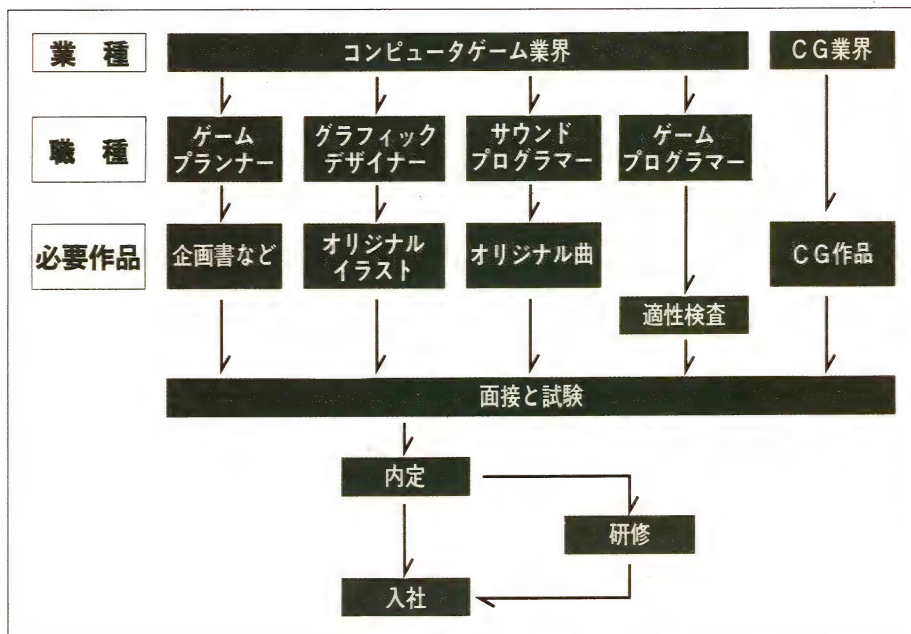 業種
コンピュータゲーム業界
CG業界
職種
ゲーム
プランナー
グラフィック
デザイナー
サウンド
プログラマー
ゲーム
プログラマー
必要作品
企画書など
オリジナル
イラスト
オリジナル曲
CG作品
適性検査
面接と試験
内定
研修
入社